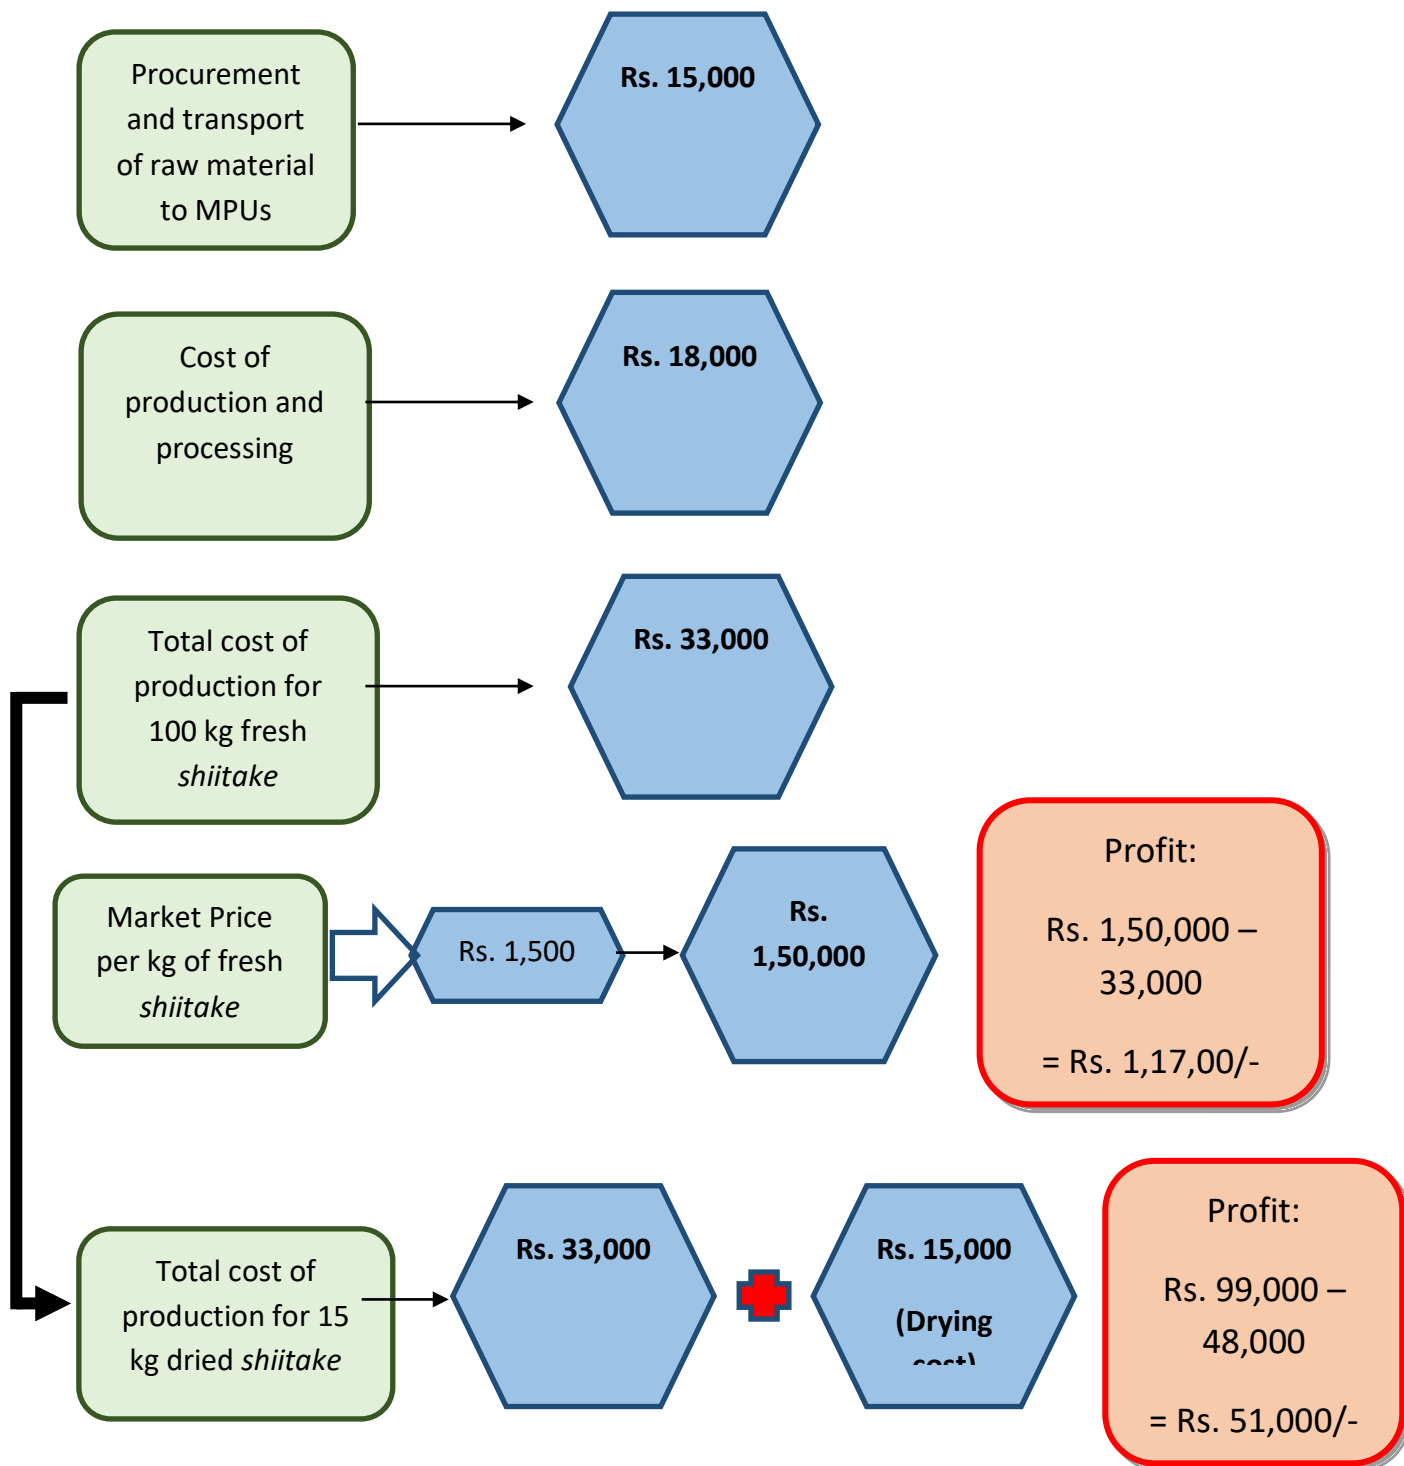 Procurement
and transport
of raw material
to MPUs
Rs. 15,000
Cost of
production and
processing
Rs. 18,000
Total cost of
production for
100 kg fresh
shiitake
Rs. 33,000
Market Price
per kg of fresh
shiitake
Rs. 1,500
Rs.
1,50,000
Profit:
Rs. 1,50,000 –
33,000
= Rs. 1,17,00/-
Total cost of
production for 15
kg dried shiitake
Rs. 33,000
Rs. 15,000
(Drying
cost)
Profit:
Rs. 99,000 –
48,000
= Rs. 51,000/-